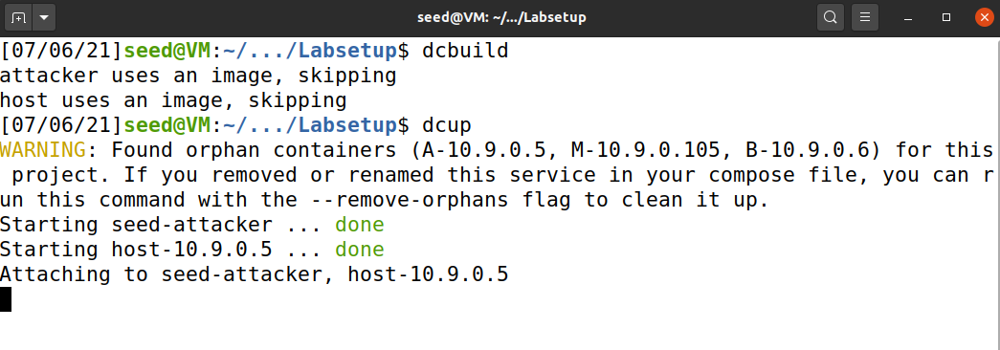 seed@VM: ~/.../Labsetup
[07/06/21]seed@VM:~/.../Labsetup$ dcbuild
attacker uses an image, skipping
host uses an image, skipping
[07/06/21]seed@VM:~/.../Labsetup$ dcup
WARNING: Found orphan containers (A-10.9.0.5, M-10.9.0.105, B-10.9.0.6) for this
 project. If you removed or renamed this service in your compose file, you can r
un this command with the --remove-orphans flag to clean it up.
Starting seed-attacker ... done
Starting host-10.9.0.5 ... done
Attaching to seed-attacker, host-10.9.0.5